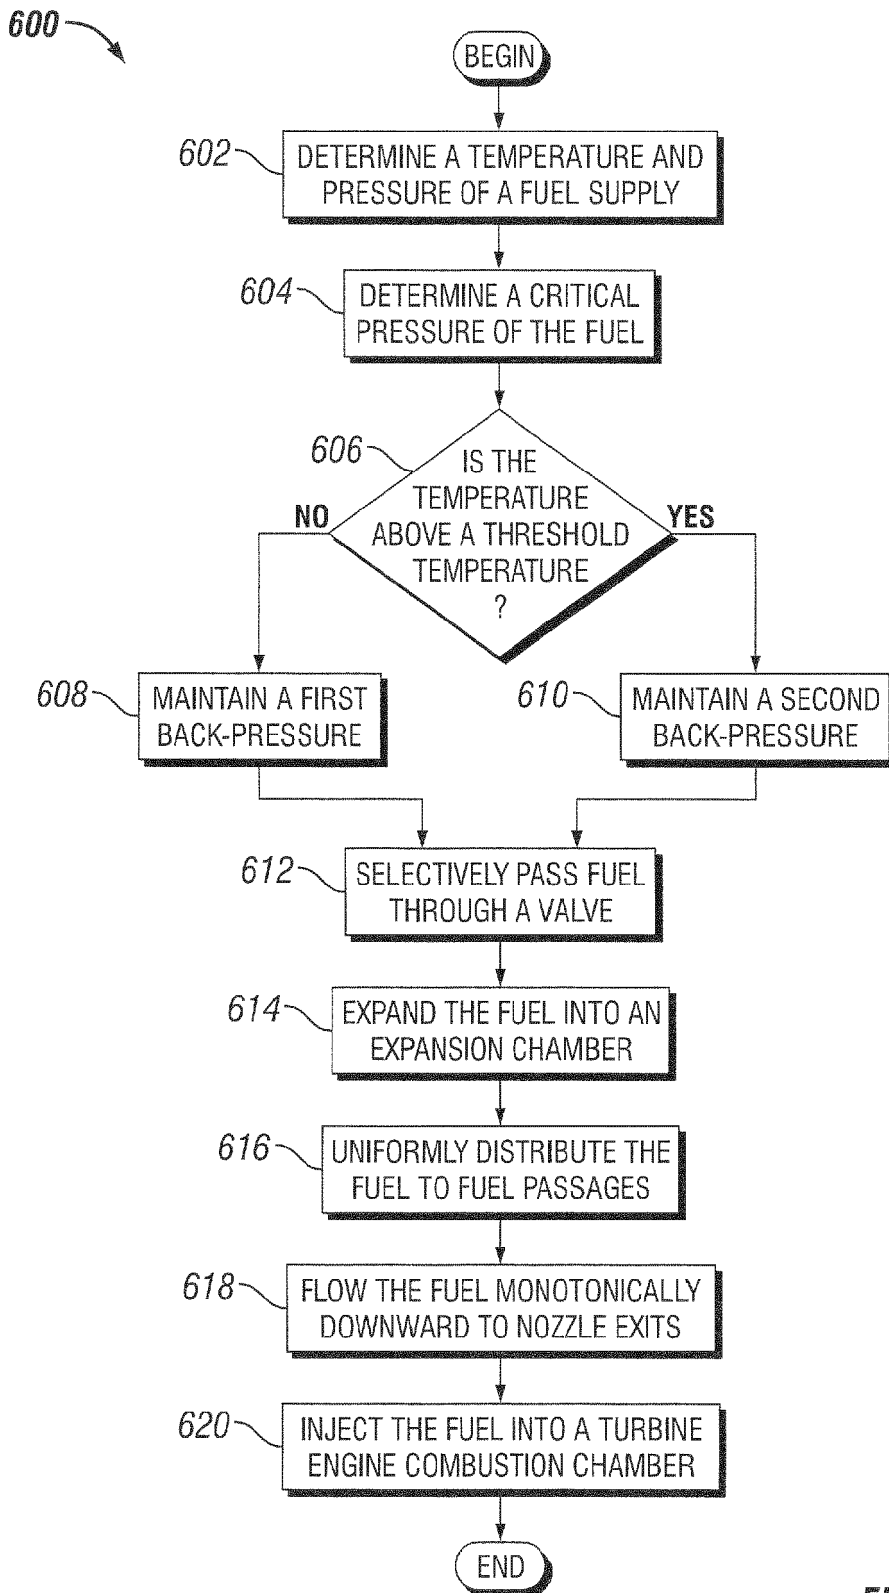 600
BEGIN
602
DETERMINE A TEMPERATURE AND
PRESSURE OF A FUEL SUPPLY
604
DETERMINE A CRITICAL
PRESSURE OF THE FUEL
606
IS THE
TEMPERATURE
ABOVE A THRESHOLD
TEMPERATURE
?
NO
YES
608
MAINTAIN A FIRST
BACK-PRESSURE
610
MAINTAIN A SECOND
BACK-PRESSURE
612
SELECTIVELY PASS FUEL
THROUGH A VALVE
614
EXPAND THE FUEL INTO AN
EXPANSION CHAMBER
616
UNIFORMLY DISTRIBUTE THE
FUEL TO FUEL PASSAGES
618
FLOW THE FUEL MONOTONICALLY
DOWNWARD TO NOZZLE EXITS
620
INJECT THE FUEL INTO A TURBINE
ENGINE COMBUSTION CHAMBER
END